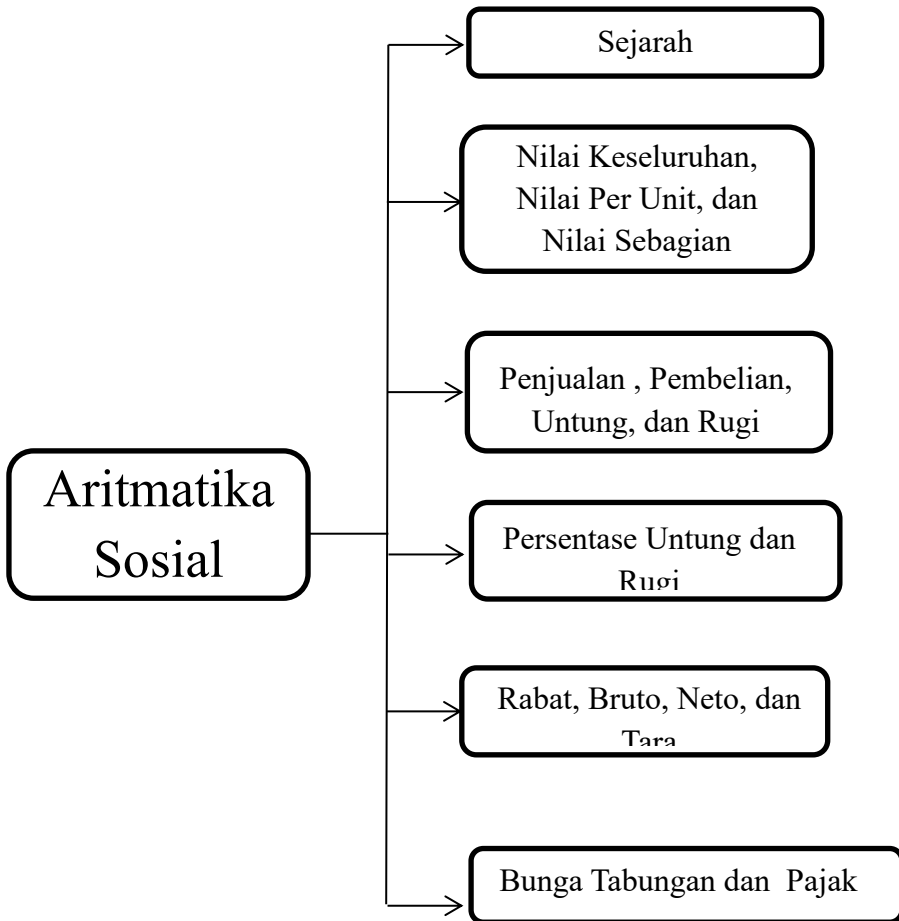 Sejarah
Nilai Keseluruhan,
Nilai Per Unit, dan
Nilai Sebagian
Penjualan , Pembelian,
Untung, dan Rugi
Aritmatika
Sosial
Persentase Untung dan
Rugi
Rabat, Bruto, Neto, dan
Tara
Bunga Tabungan dan Pajak